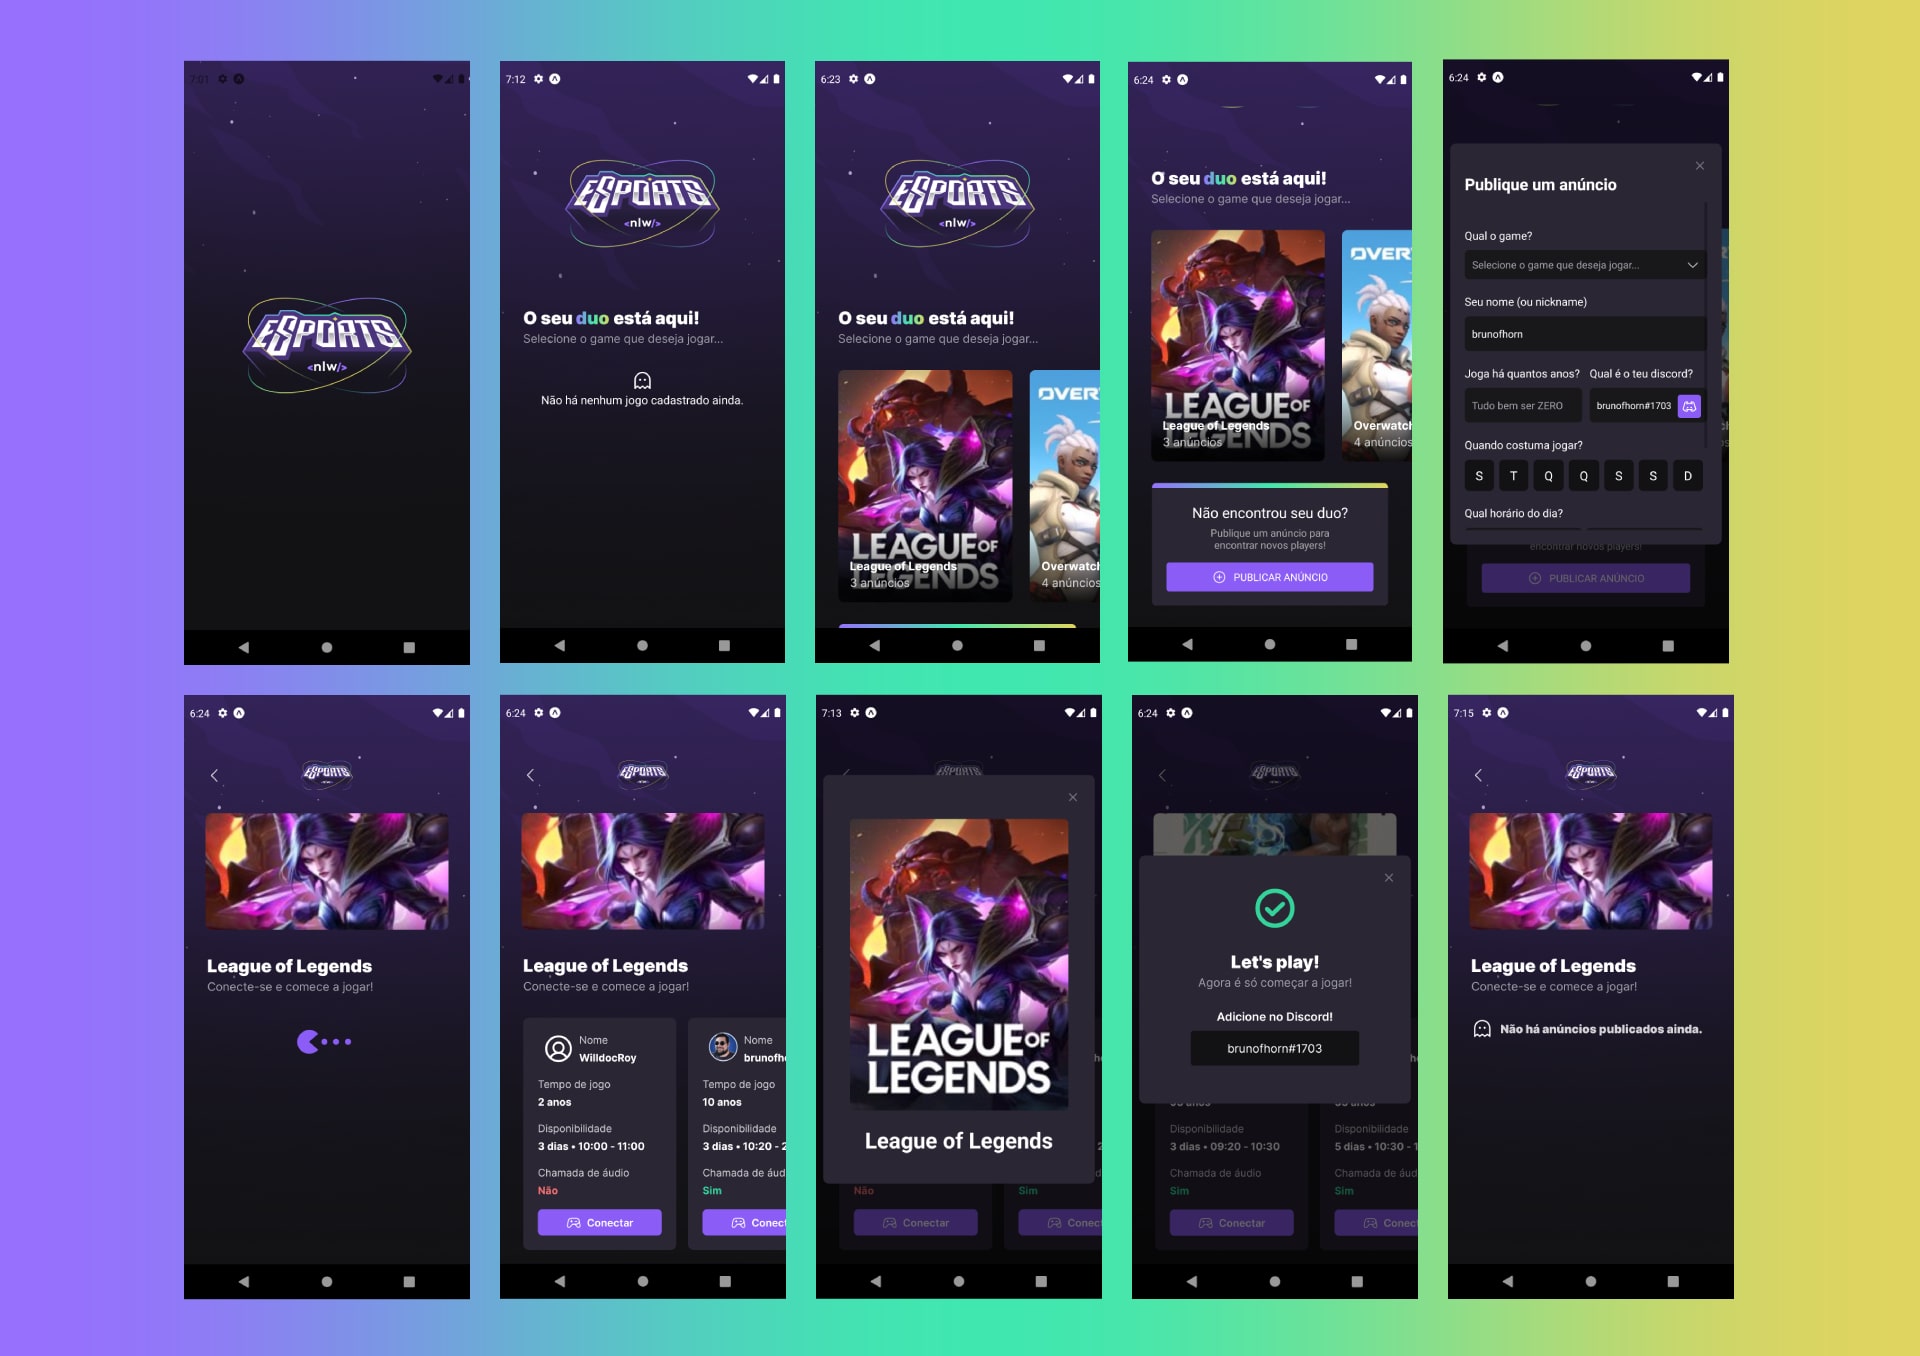 7:01
ESPORTS
<nlw/>
7:12
ESPORTS
<nlw/>
O seu duo está aqui!
Selecione o game que deseja jogar...
Não há nenhum jogo cadastrado ainda.
6:23
ESPORTS
<nlw/>
O seu duo está aqui!
Selecione o game que deseja jogar...
LEAGUE OF
LEGENDS
League of Legends
3 anúncios
OVER
Overwatch
4 anúncios
6:24
O seu duo está aqui!
Selecione o game que deseja jogar...
LEAGUE OF
LEGENDS
League of Legends
3 anúncios
OVER
Overwatch
4 anúncios
Não encontrou seu duo?
Publique um anúncio para
encontrar novos players!
PUBLICAR ANÚNCIO
6:24
Publique um anúncio
Qual o game?
Selecione o game que deseja jogar...
Seu nome (ou nickname)
brunofhorn
Joga há quantos anos? Qual é o teu discord?
Tudo bem ser ZERO brunofhorn#1703
Quando costuma jogar?
S T Q Q S S D
Qual horário do dia?
encontrar novos players!
PUBLICAR ANÚNCIO
6:24
ESPORTS
League of Legends
Conecte-se e comece a jogar!
6:24
ESPORTS
League of Legends
Conecte-se e comece a jogar!
Nome
WilldocRoy
Tempo de jogo
2 anos
Disponibilidade
3 dias • 10:00 - 11:00
Chamada de áudio
Não
Conectar
Nome
brunofho
Tempo de jogo
10 anos
Disponibilidade
3 dias • 10:20 - 2
Chamada de áud
Sim
Conect
7:13
ESPORTS
LEAGUE OF
LEGENDS
League of Legends
Não
Sim
Conectar
Conec
6:24
ESPORTS
Let's play!
Agora é só começar a jogar!
Adicione no Discord!
brunofhorn#1703
Disponibilidade
3 dias • 09:20 - 10:30
Chamada de áudio
Sim
Conectar
Disponibilidade
5 dias • 10:30 - 1
Chamada de áud
Sim
Conect
7:15
ESPORTS
League of Legends
Conecte-se e comece a jogar!
Não há anúncios publicados ainda.